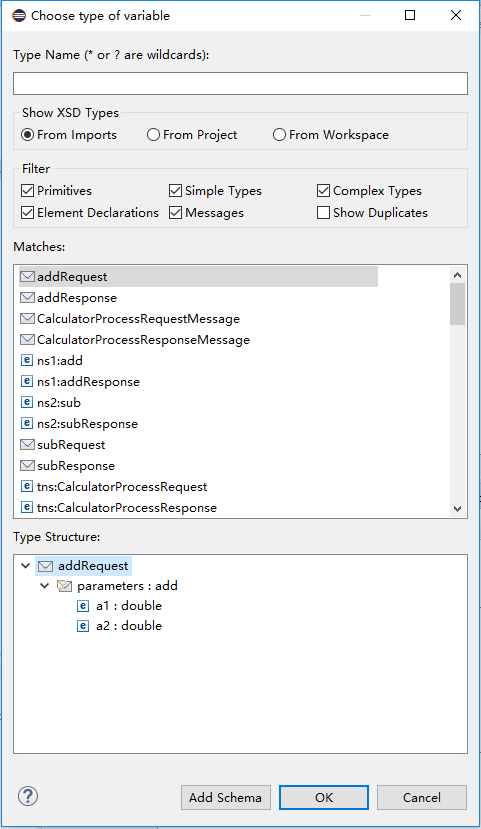 Choose type of variable
Type Name (* or ? are wildcards):
Show XSD Types
From Imports From Project From Workspace
Filter
Primitives Simple Types Complex Types
Element Declarations Messages Show Duplicates
Matches:
addRequest
addResponse
CalculatorProcessRequestMessage
CalculatorProcessResponseMessage
e ns1:add
e ns1:addResponse
e ns2:sub
e ns2:subResponse
subRequest
subResponse
e tns:CalculatorProcessRequest
e tns:CalculatorProcessResponse
Type Structure:
addRequest
parameters : add
e a1 : double
e a2 : double
? Add Schema OK Cancel